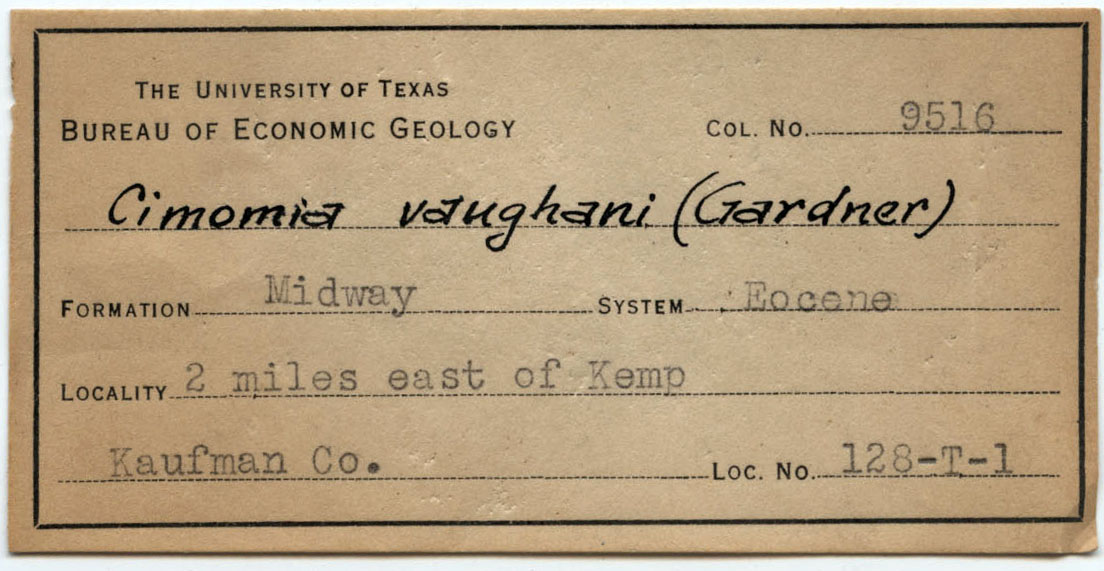 THE UNIVERSITY OF TEXAS
BUREAU OF ECONOMIC GEOLOGY COL. NO. 9516
Cimomia vaughani (Gardner)
FORMATION Midway SYSTEM Eocene
LOCALITY 2 miles east of Kemp
Kaufman Co. LOC. NO. 128-T-1